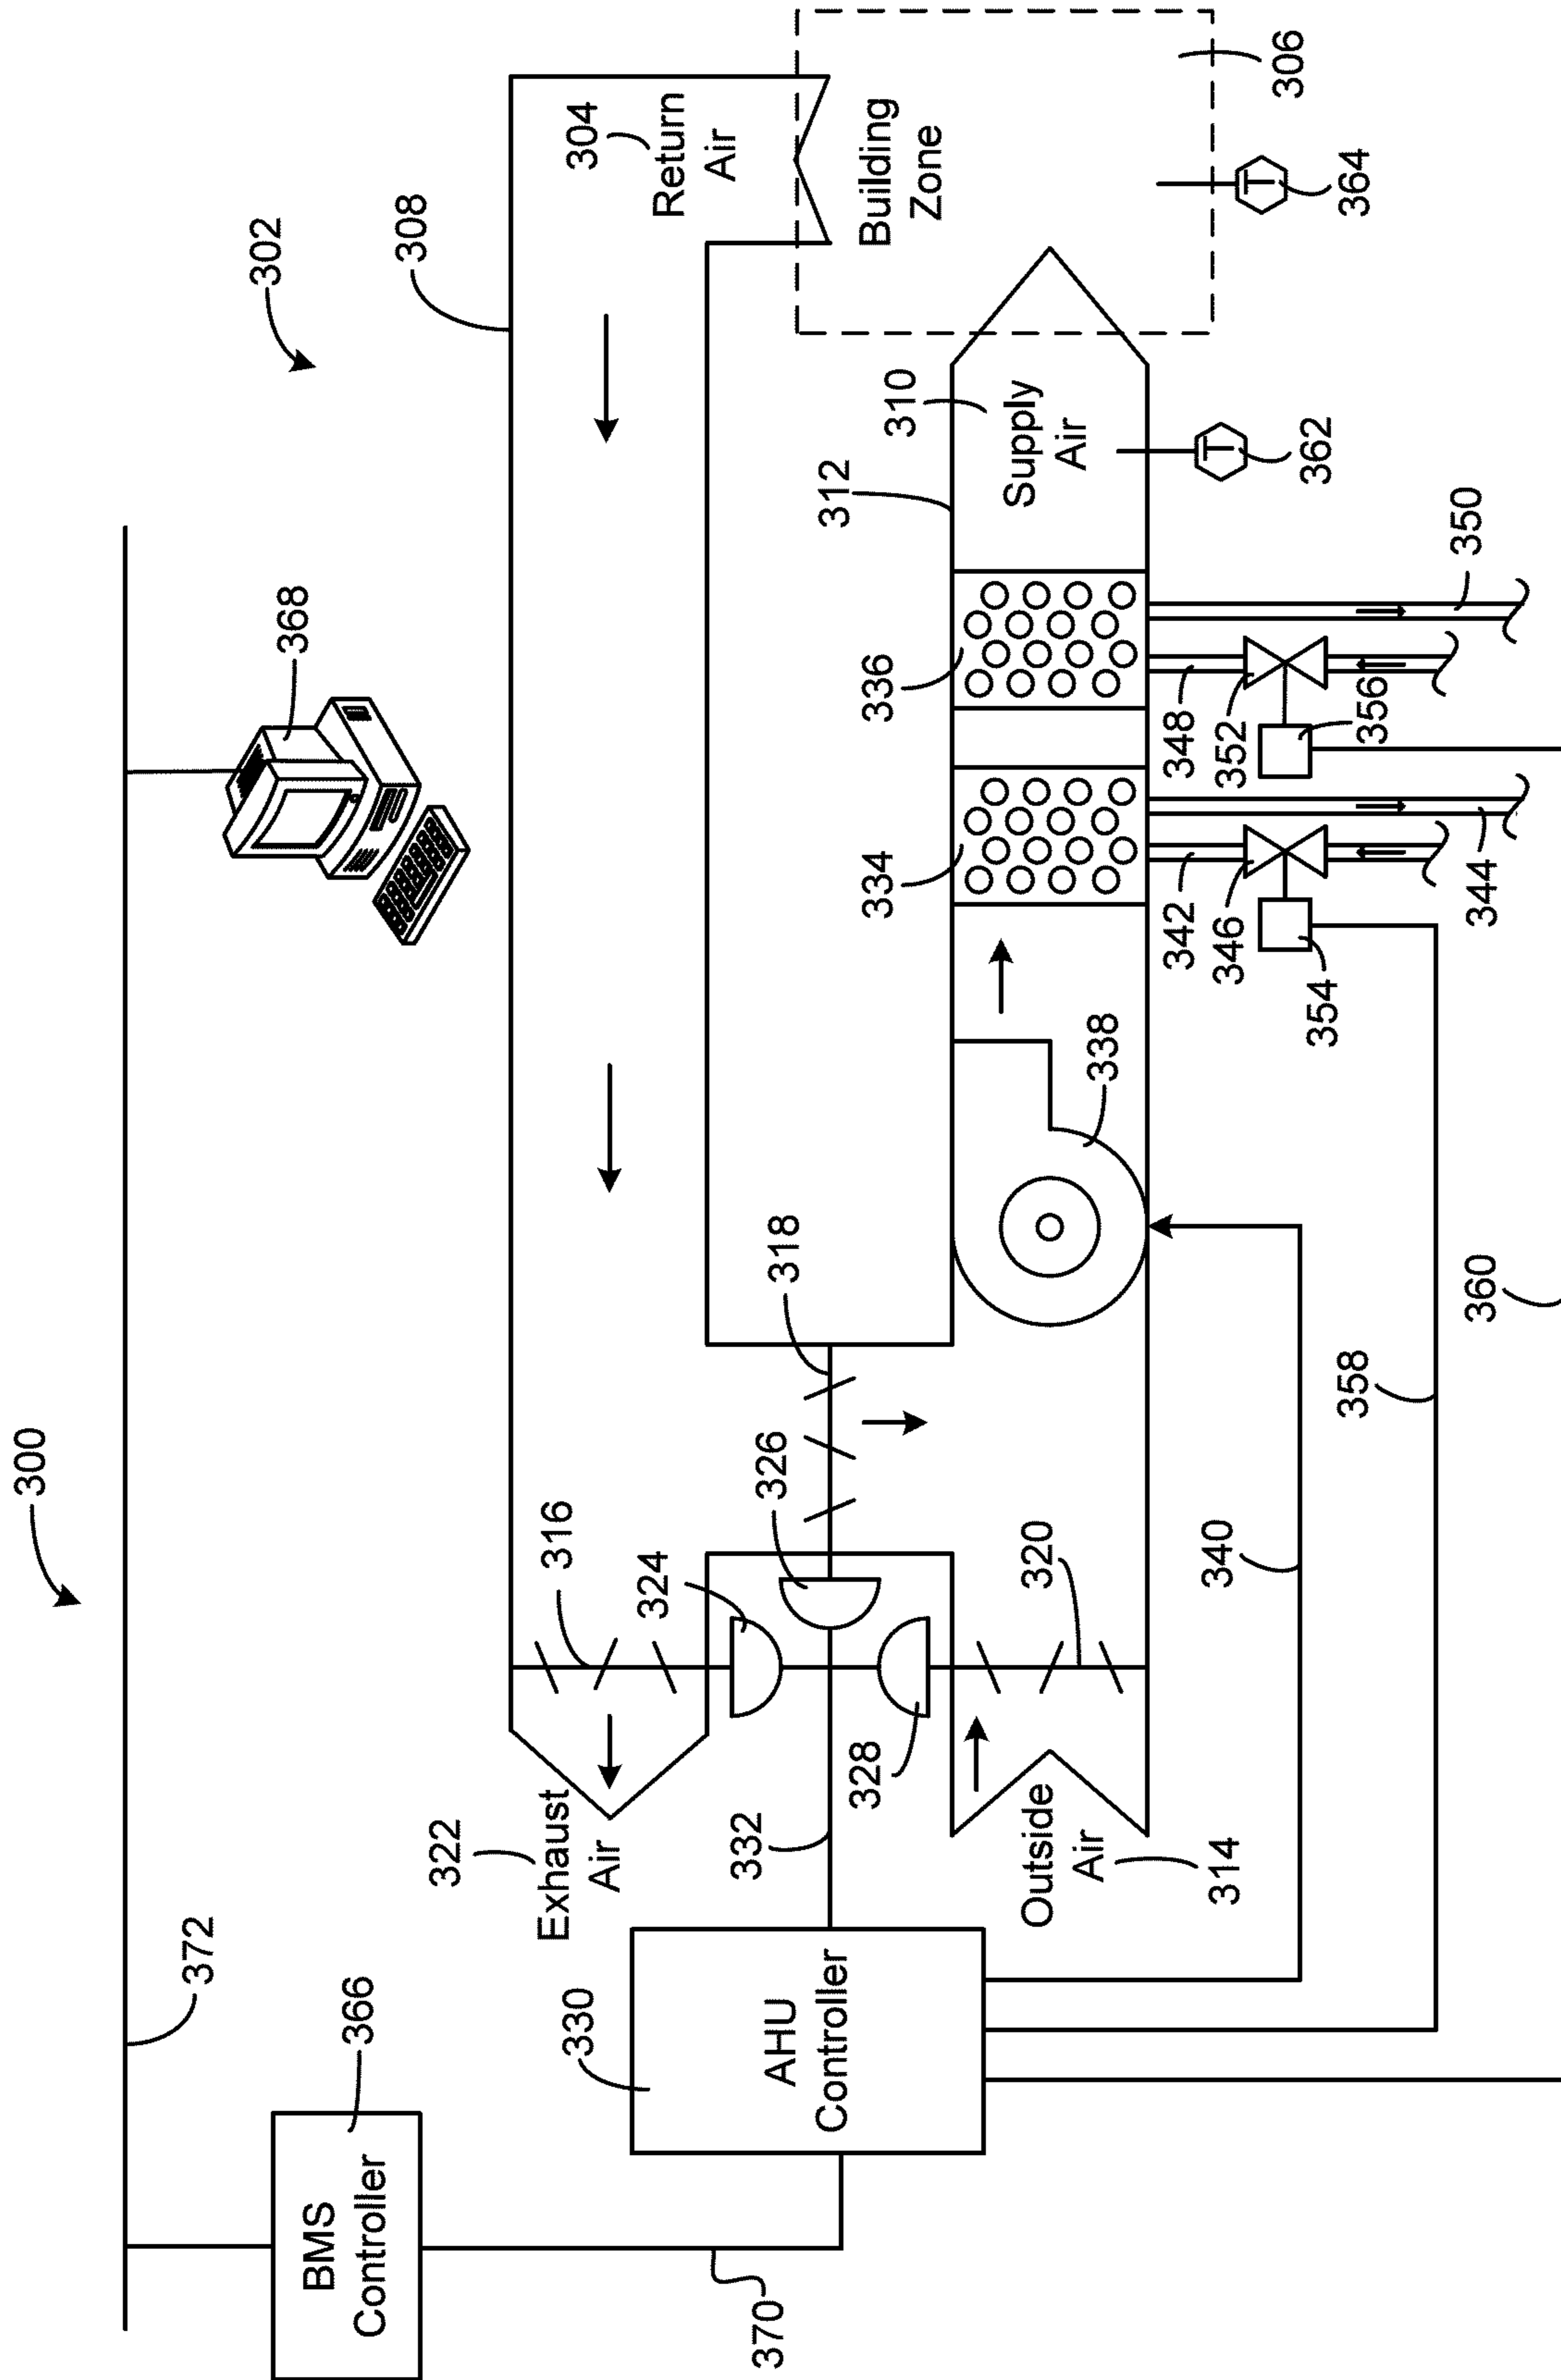 300
372
BMS
Controller
366
368
302
308
304
Return
Air
322
Exhaust
Air
316
324
326
318
330
AHU
Controller
370
332
328
Outside
Air
314
320
338
334
336
312
310
Supply
Air
Building
Zone
306
340
358
360
342
346
354
344
348
352
356
350
T
362
T
364